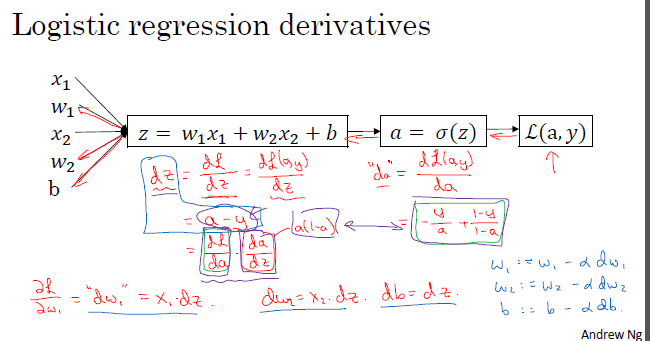 Logistic regression derivatives
x₁
w₁
x₂
w₂
b
z = w₁x₁ + w₂x₂ + b
a = σ(z)
ℒ(a, y)
dz = dℒ/dz = dℒ(a,y)/dz
"da" = dℒ(a,y)/da
= a - y
a(1-a)
= -y/a + 1-y/1-a
= dℒ/da · da/dz
∂ℒ/∂w₁ = "dw₁" = x₁·dz.
dw₂ = x₂·dz.
db = dz.
w₁ := w₁ - α dw₁
w₂ := w₂ - α dw₂
b := b - α db.
Andrew Ng